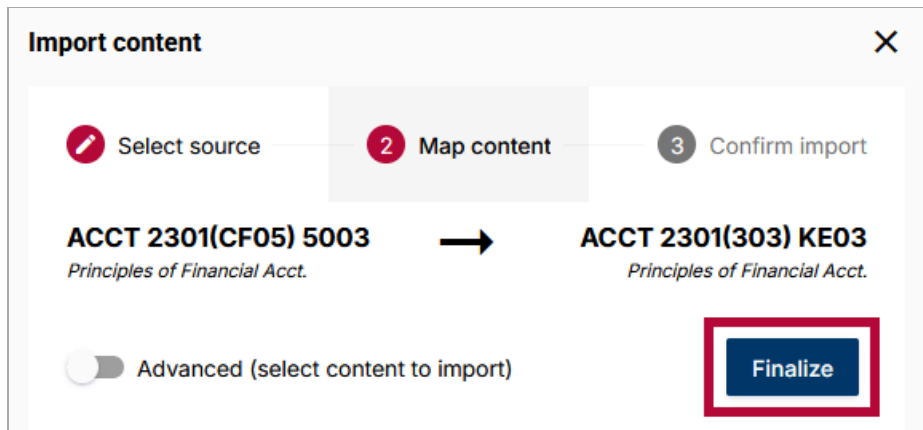 Import content
Select source
2 Map content
3 Confirm import
ACCT 2301(CF05) 5003
ACCT 2301(303) KE03
Principles of Financial Acct.
Principles of Financial Acct.
Advanced (select content to import)
Finalize